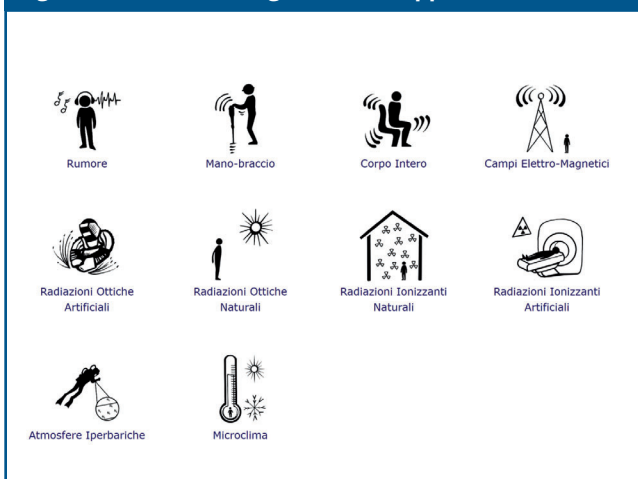 Rumore
Mano-braccio
Corpo Intero
Campi Elettro-Magnetici
Radiazioni Ottiche
Artificiali
Radiazioni Ottiche
Naturali
Radiazioni Ionizzanti
Naturali
Radiazioni Ionizzanti
Artificiali
Atmosfere Iperbariche
Microclima